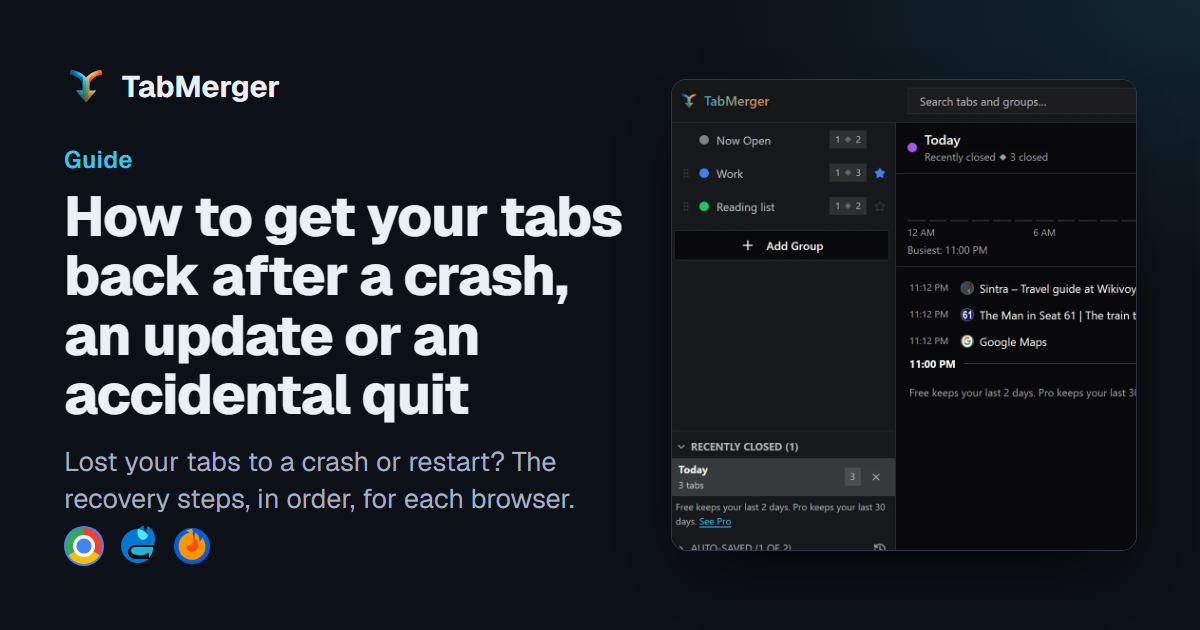 TabMerger
Guide
How to get your tabs
back after a crash,
an update or an
accidental quit
Lost your tabs to a crash or restart? The
recovery steps, in order, for each browser.
TabMerger
Search tabs and groups...
Now Open
1 ◆ 2
Work
1 ◆ 3
Reading list
1 ◆ 2
+ Add Group
RECENTLY CLOSED (1)
Today
3 tabs
3
Free keeps your last 2 days. Pro keeps your last 30
days. See Pro
AUTO-SAVED (1 OF 2)
Today
Recently closed ◆ 3 closed
12 AM
6 AM
Busiest: 11:00 PM
11:12 PM Sintra – Travel guide at Wikivoy
11:12 PM 61 The Man in Seat 61 | The train t
11:12 PM G Google Maps
11:00 PM
Free keeps your last 2 days. Pro keeps your last 30